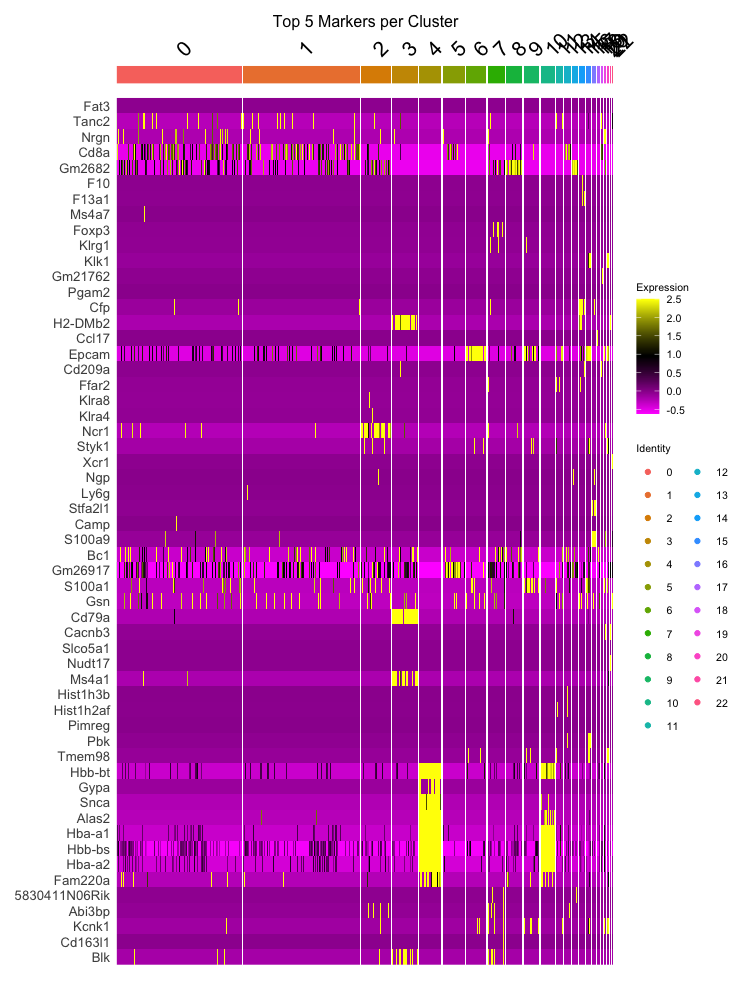 Top 5 Markers per Cluster
0 1 2 3 4 5 6 7 8 9
Fat3
Tanc2
Nrgn
Cd8a
Gm2682
F10
F13a1
Ms4a7
Foxp3
Klrg1
Klk1
Gm21762
Pgam2
Cfp
H2-DMb2
Ccl17
Epcam
Cd209a
Ffar2
Klra8
Klra4
Ncr1
Styk1
Xcr1
Ngp
Ly6g
Stfa2l1
Camp
S100a9
Bc1
Gm26917
S100a1
Gsn
Cd79a
Cacnb3
Slco5a1
Nudt17
Ms4a1
Hist1h3b
Hist1h2af
Pimreg
Pbk
Tmem98
Hbb-bt
Gypa
Snca
Alas2
Hba-a1
Hbb-bs
Hba-a2
Fam220a
5830411N06Rik
Abi3bp
Kcnk1
Cd163l1
Blk
Expression
2.5
2.0
1.5
1.0
0.5
0.0
-0.5
Identity
0 12
1 13
2 14
3 15
4 16
5 17
6 18
7 19
8 20
9 21
10 22
11